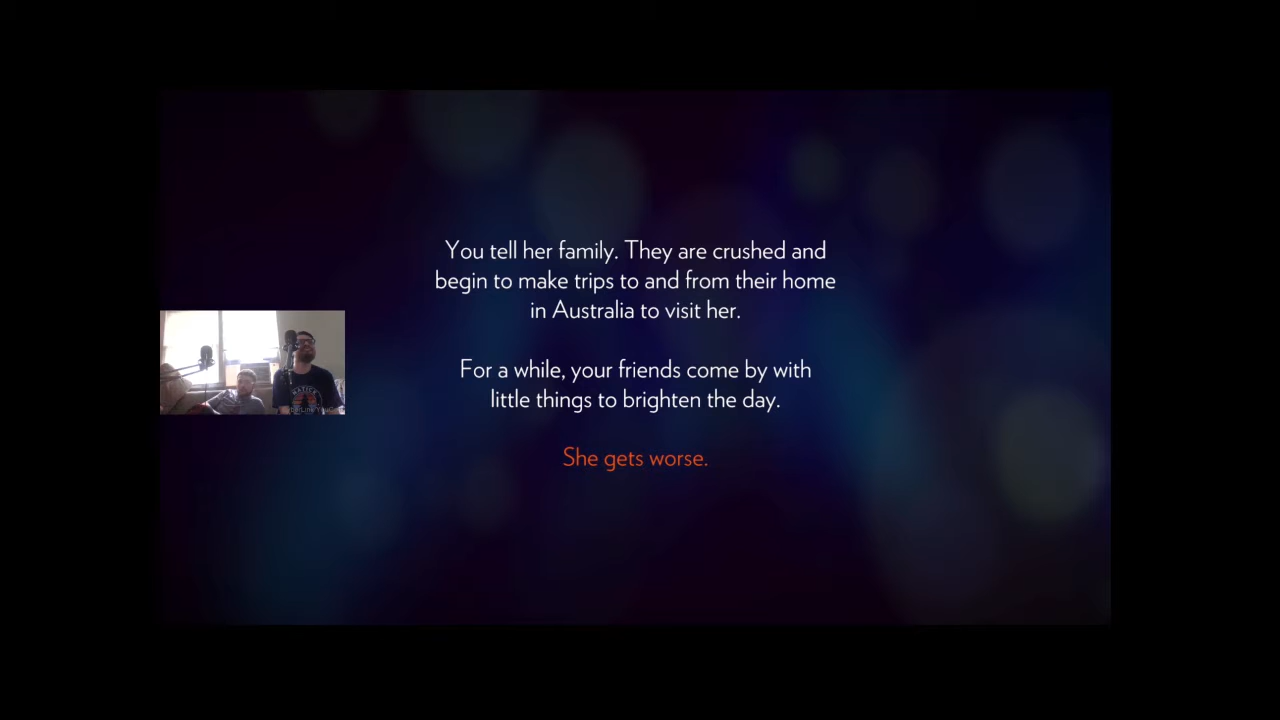 You tell her family. They are crushed and
begin to make trips to and from their home
in Australia to visit her.
For a while, your friends come by with
little things to brighten the day.
She gets worse.